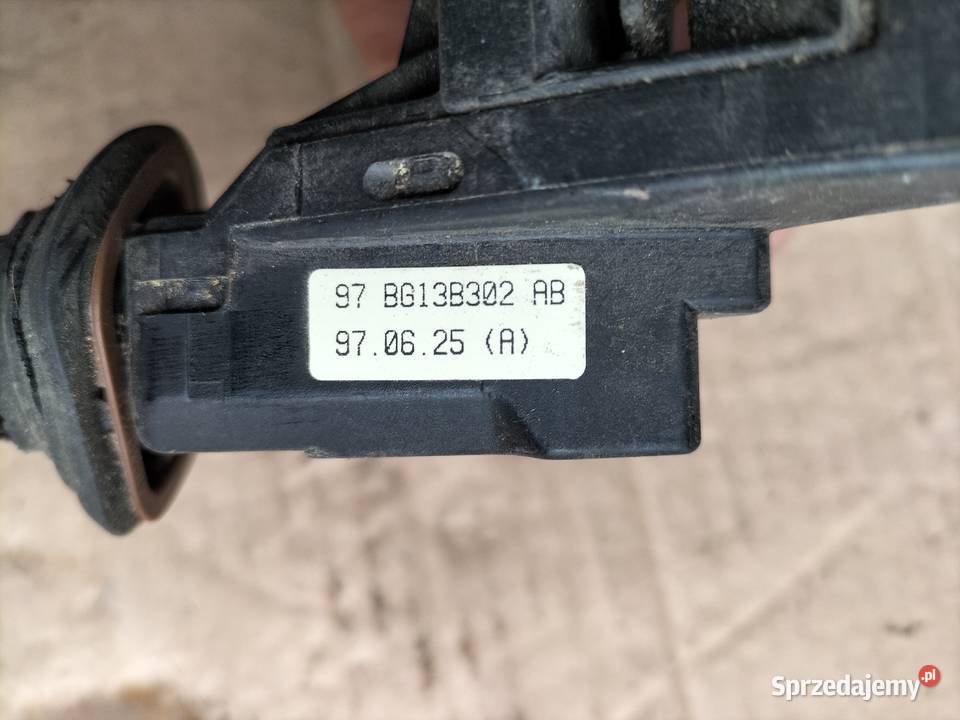 97 BG13B302 AB
97.06.25 (A)
Sprzedajemy.pl